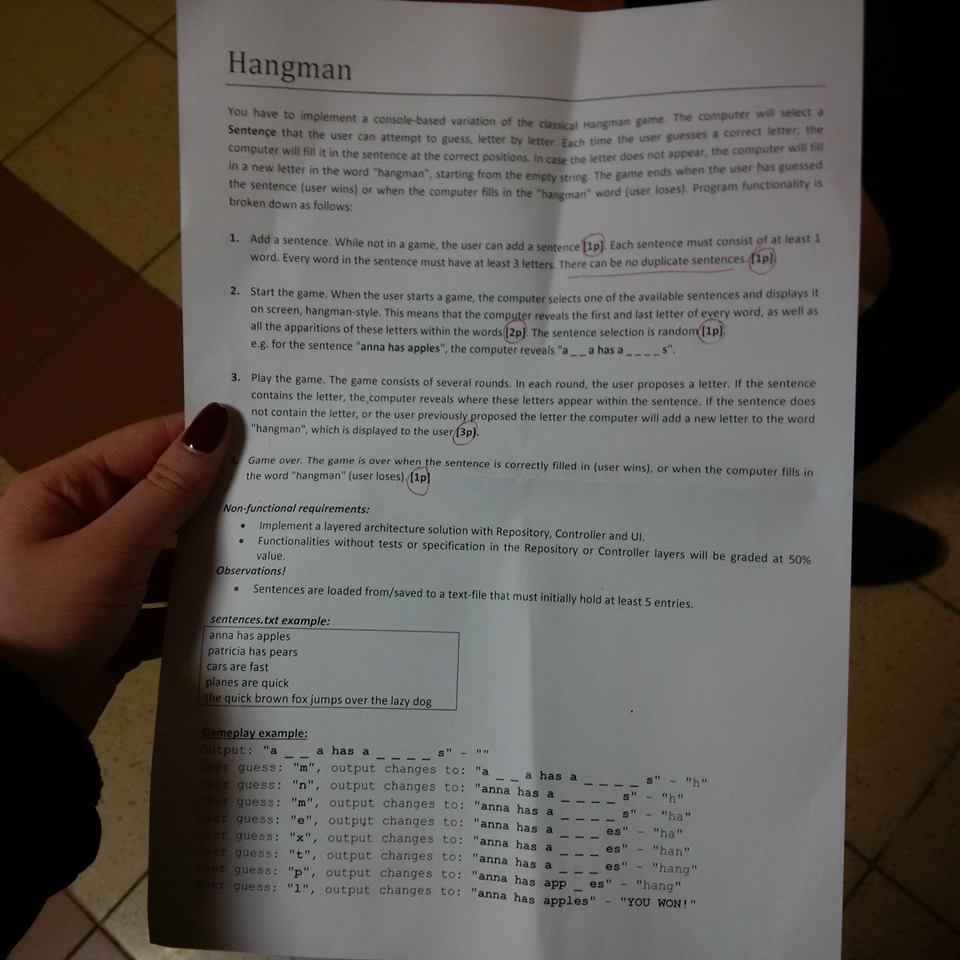 Hangman
You have to implement a console-based variation of the classical Hangman game. The computer will select a
Sentence that the user can attempt to guess, letter by letter. Each time the user guesses a correct letter, the
computer will fill it in the sentence at the correct positions. In case the letter does not appear, the computer will fill
in a new letter in the word "hangman", starting from the empty string. The game ends when the user has guessed
the sentence (user wins) or when the computer fills in the "hangman" word (user loses). Program functionality is
broken down as follows:
1. Add a sentence. While not in a game, the user can add a sentence [1p]. Each sentence must consist of at least 1
word. Every word in the sentence must have at least 3 letters. There can be no duplicate sentences. [1p].
2. Start the game. When the user starts a game, the computer selects one of the available sentences and displays it
on screen, hangman-style. This means that the computer reveals the first and last letter of every word, as well as
all the apparitions of these letters within the words [2p]. The sentence selection is random [1p].
e.g. for the sentence "anna has apples", the computer reveals "a _ _ a has a _ _ _ _ s".
3. Play the game. The game consists of several rounds. In each round, the user proposes a letter. If the sentence
contains the letter, the computer reveals where these letters appear within the sentence. If the sentence does
not contain the letter, or the user previously proposed the letter the computer will add a new letter to the word
"hangman", which is displayed to the user [3p].
4. Game over. The game is over when the sentence is correctly filled in (user wins), or when the computer fills in
the word "hangman" (user loses). [1p]
Non-functional requirements:
• Implement a layered architecture solution with Repository, Controller and UI.
• Functionalities without tests or specification in the Repository or Controller layers will be graded at 50%
value.
Observations!
• Sentences are loaded from/saved to a text-file that must initially hold at least 5 entries.
sentences.txt example:
anna has apples
patricia has pears
cars are fast
planes are quick
the quick brown fox jumps over the lazy dog
Gameplay example:
Output: "a _ _ a has a _ _ _ _ s" - ""
User guess: "m", output changes to: "a _ _ a has a _ _ _ _ s" - "h"
User guess: "n", output changes to: "anna has a _ _ _ _ s" - "h"
User guess: "m", output changes to: "anna has a _ _ _ _ s" - "ha"
User guess: "e", output changes to: "anna has a _ _ _ es" - "ha"
User guess: "x", output changes to: "anna has a _ _ _ es" - "han"
User guess: "t", output changes to: "anna has a _ _ _ es" - "hang"
User guess: "p", output changes to: "anna has app _ es" - "hang"
User guess: "l", output changes to: "anna has apples" - "YOU WON!"